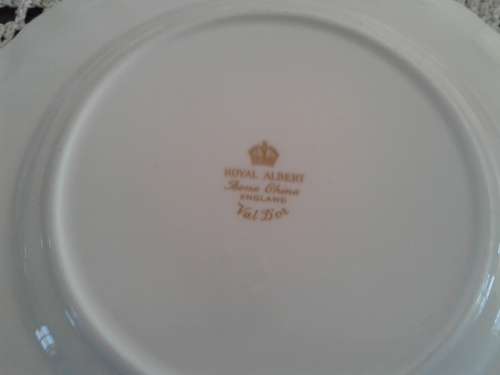 ROYAL ALBERT
Bone China
ENGLAND
Val D'or